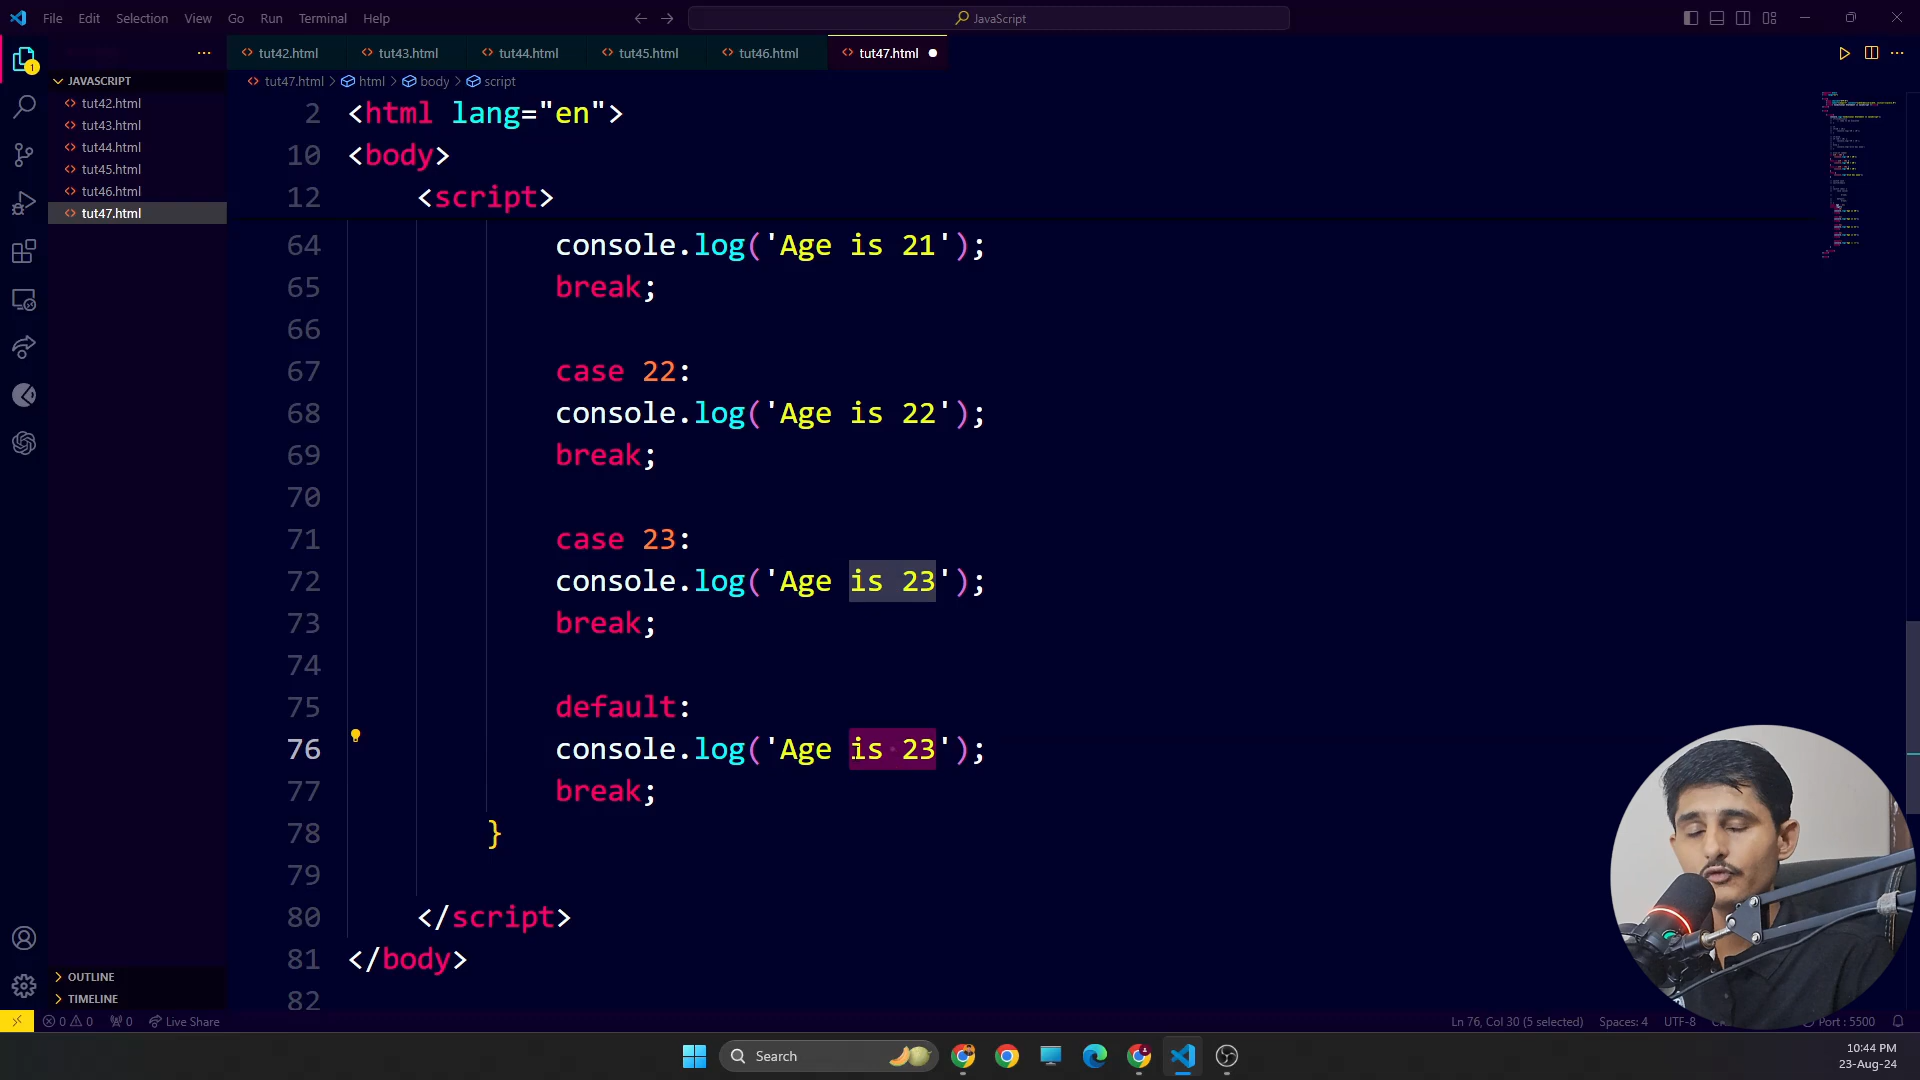 File Edit Selection View Go Run Terminal Help
JavaScript
1
JAVASCRIPT
tut42.html
tut43.html
tut44.html
tut45.html
tut46.html
tut47.html
tut42.html tut43.html tut44.html tut45.html tut46.html tut47.html
tut47.html > html > body > script
2 <html lang="en">
10 <body>
12 <script>
64 console.log('Age is 21');
65 break;
66
67 case 22:
68 console.log('Age is 22');
69 break;
70
71 case 23:
72 console.log('Age is 23');
73 break;
74
75 default:
76 console.log('Age is 23');
77 break;
78 }
79
80 </script>
81 </body>
82
OUTLINE
TIMELINE
0 0 0 Live Share
Ln 76, Col 30 (5 selected) Spaces: 4 UTF-8 Port : 5500
Search
10:44 PM
23-Aug-24